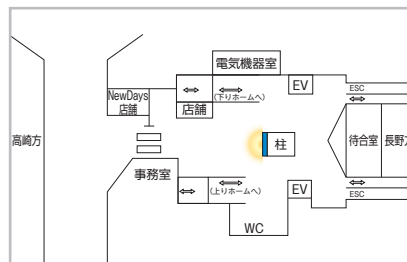 電気機器室
EV
ESC
NewDays
店舗
店舗
(下りホームへ)
高崎方
柱
待合室
長野
事務室
(上りホームへ)
EV
ESC
WC